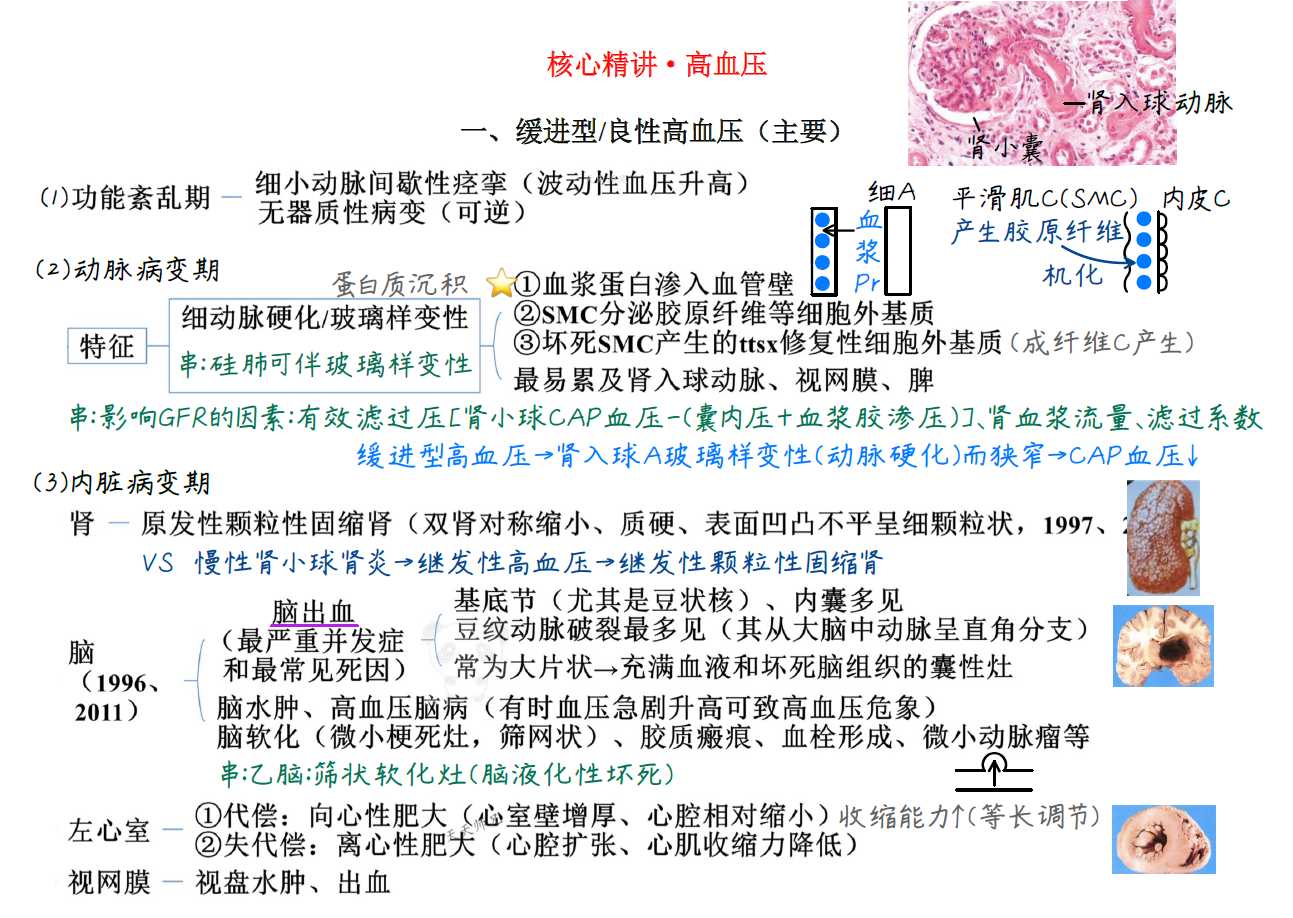 核心精讲·高血压
一、缓进型/良性高血压（主要）
肾入球动脉
肾小囊
(1)功能紊乱期
细小动脉间歇性痉挛（波动性血压升高）
无器质性病变（可逆）
细A
血浆Pr
平滑肌C(SMC) 内皮C
产生胶原纤维
机化
(2)动脉病变期
特征
蛋白质沉积
细动脉硬化/玻璃样变性
串:硅肺可伴玻璃样变性
①血浆蛋白渗入血管壁
②SMC分泌胶原纤维等细胞外基质
③坏死SMC产生的ttsx修复性细胞外基质(成纤维C产生)
最易累及肾入球动脉、视网膜、脾
串:影响GFR的因素:有效滤过压[肾小球CAP血压-(囊内压+血浆胶渗压)]、肾血浆流量、滤过系数
缓进型高血压→肾入球A玻璃样变性(动脉硬化)而狭窄→CAP血压↓
(3)内脏病变期
肾 — 原发性颗粒性固缩肾（双肾对称缩小、质硬、表面凹凸不平呈细颗粒状，1997、
VS 慢性肾小球肾炎→继发性高血压→继发性颗粒性固缩肾
脑
（1996、
2011）
脑出血
（最严重并发症
和最常见死因）
基底节（尤其是豆状核）、内囊多见
豆纹动脉破裂最多见（其从大脑中动脉呈直角分支）
常为大片状→充满血液和坏死脑组织的囊性灶
脑水肿、高血压脑病（有时血压急剧升高可致高血压危象）
脑软化（微小梗死灶，筛网状）、胶质瘢痕、血栓形成、微小动脉瘤等
串:乙脑:筛状软化灶(脑液化性坏死)
左心室
①代偿：向心性肥大（心室壁增厚、心腔相对缩小）收缩能力↑(等长调节)
②失代偿：离心性肥大（心腔扩张、心肌收缩力降低）
视网膜 — 视盘水肿、出血